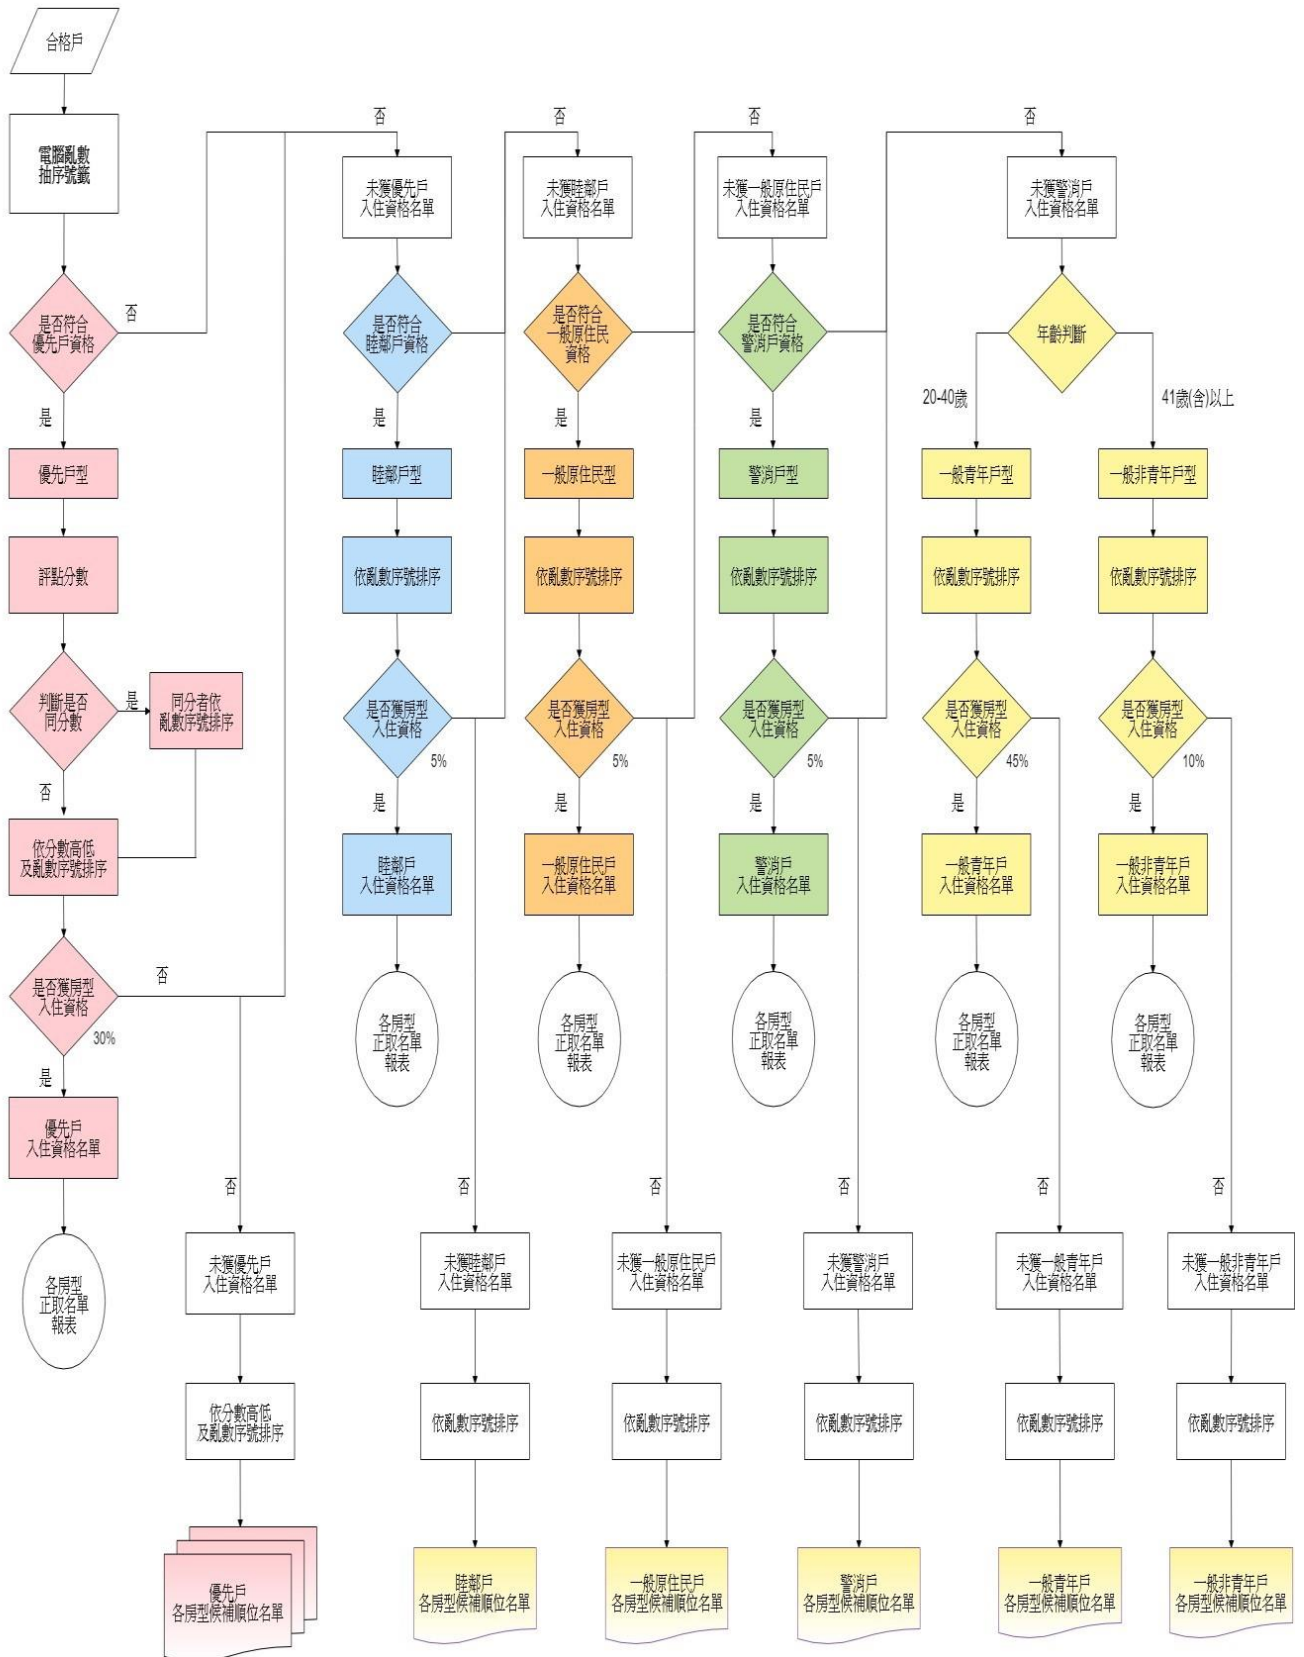 合格戶
電腦亂數
抽序號籤
是否符合
優先戶資格
否
是
優先戶型
評點分數
判斷是否
同分數
是
同分者依
亂數序號排序
否
依分數高低
及亂數序號排序
是否獲房型
入住資格
30%
否
是
優先戶
入住資格名單
各房型
正取名單
報表
否
未獲優先戶
入住資格名單
依分數高低
及亂數序號排序
優先戶
各房型候補順位名單
否
未獲優先戶
入住資格名單
是否符合
睦鄰戶資格
是
睦鄰戶型
依亂數序號排序
是否獲房型
入住資格
5%
是
睦鄰戶
入住資格名單
各房型
正取名單
報表
否
未獲睦鄰戶
入住資格名單
依亂數序號排序
睦鄰戶
各房型候補順位名單
否
未獲睦鄰戶
入住資格名單
是否符合
一般原住民
資格
是
一般原住民型
依亂數序號排序
是否獲房型
入住資格
5%
是
一般原住民戶
入住資格名單
各房型
正取名單
報表
否
未獲一般原住民戶
入住資格名單
依亂數序號排序
一般原住民戶
各房型候補順位名單
否
未獲一般原住民戶
入住資格名單
是否符合
警消戶資格
是
警消戶型
依亂數序號排序
是否獲房型
入住資格
5%
是
警消戶
入住資格名單
各房型
正取名單
報表
否
未獲警消戶
入住資格名單
依亂數序號排序
警消戶
各房型候補順位名單
否
未獲警消戶
入住資格名單
年齡判斷
20-40歲
41歲(含)以上
一般青年戶型
依亂數序號排序
是否獲房型
入住資格
45%
是
一般青年戶
入住資格名單
各房型
正取名單
報表
否
未獲一般青年戶
入住資格名單
依亂數序號排序
一般青年戶
各房型候補順位名單
一般非青年戶型
依亂數序號排序
是否獲房型
入住資格
10%
是
一般非青年戶
入住資格名單
各房型
正取名單
報表
否
未獲一般非青年戶
入住資格名單
依亂數序號排序
一般非青年戶
各房型候補順位名單